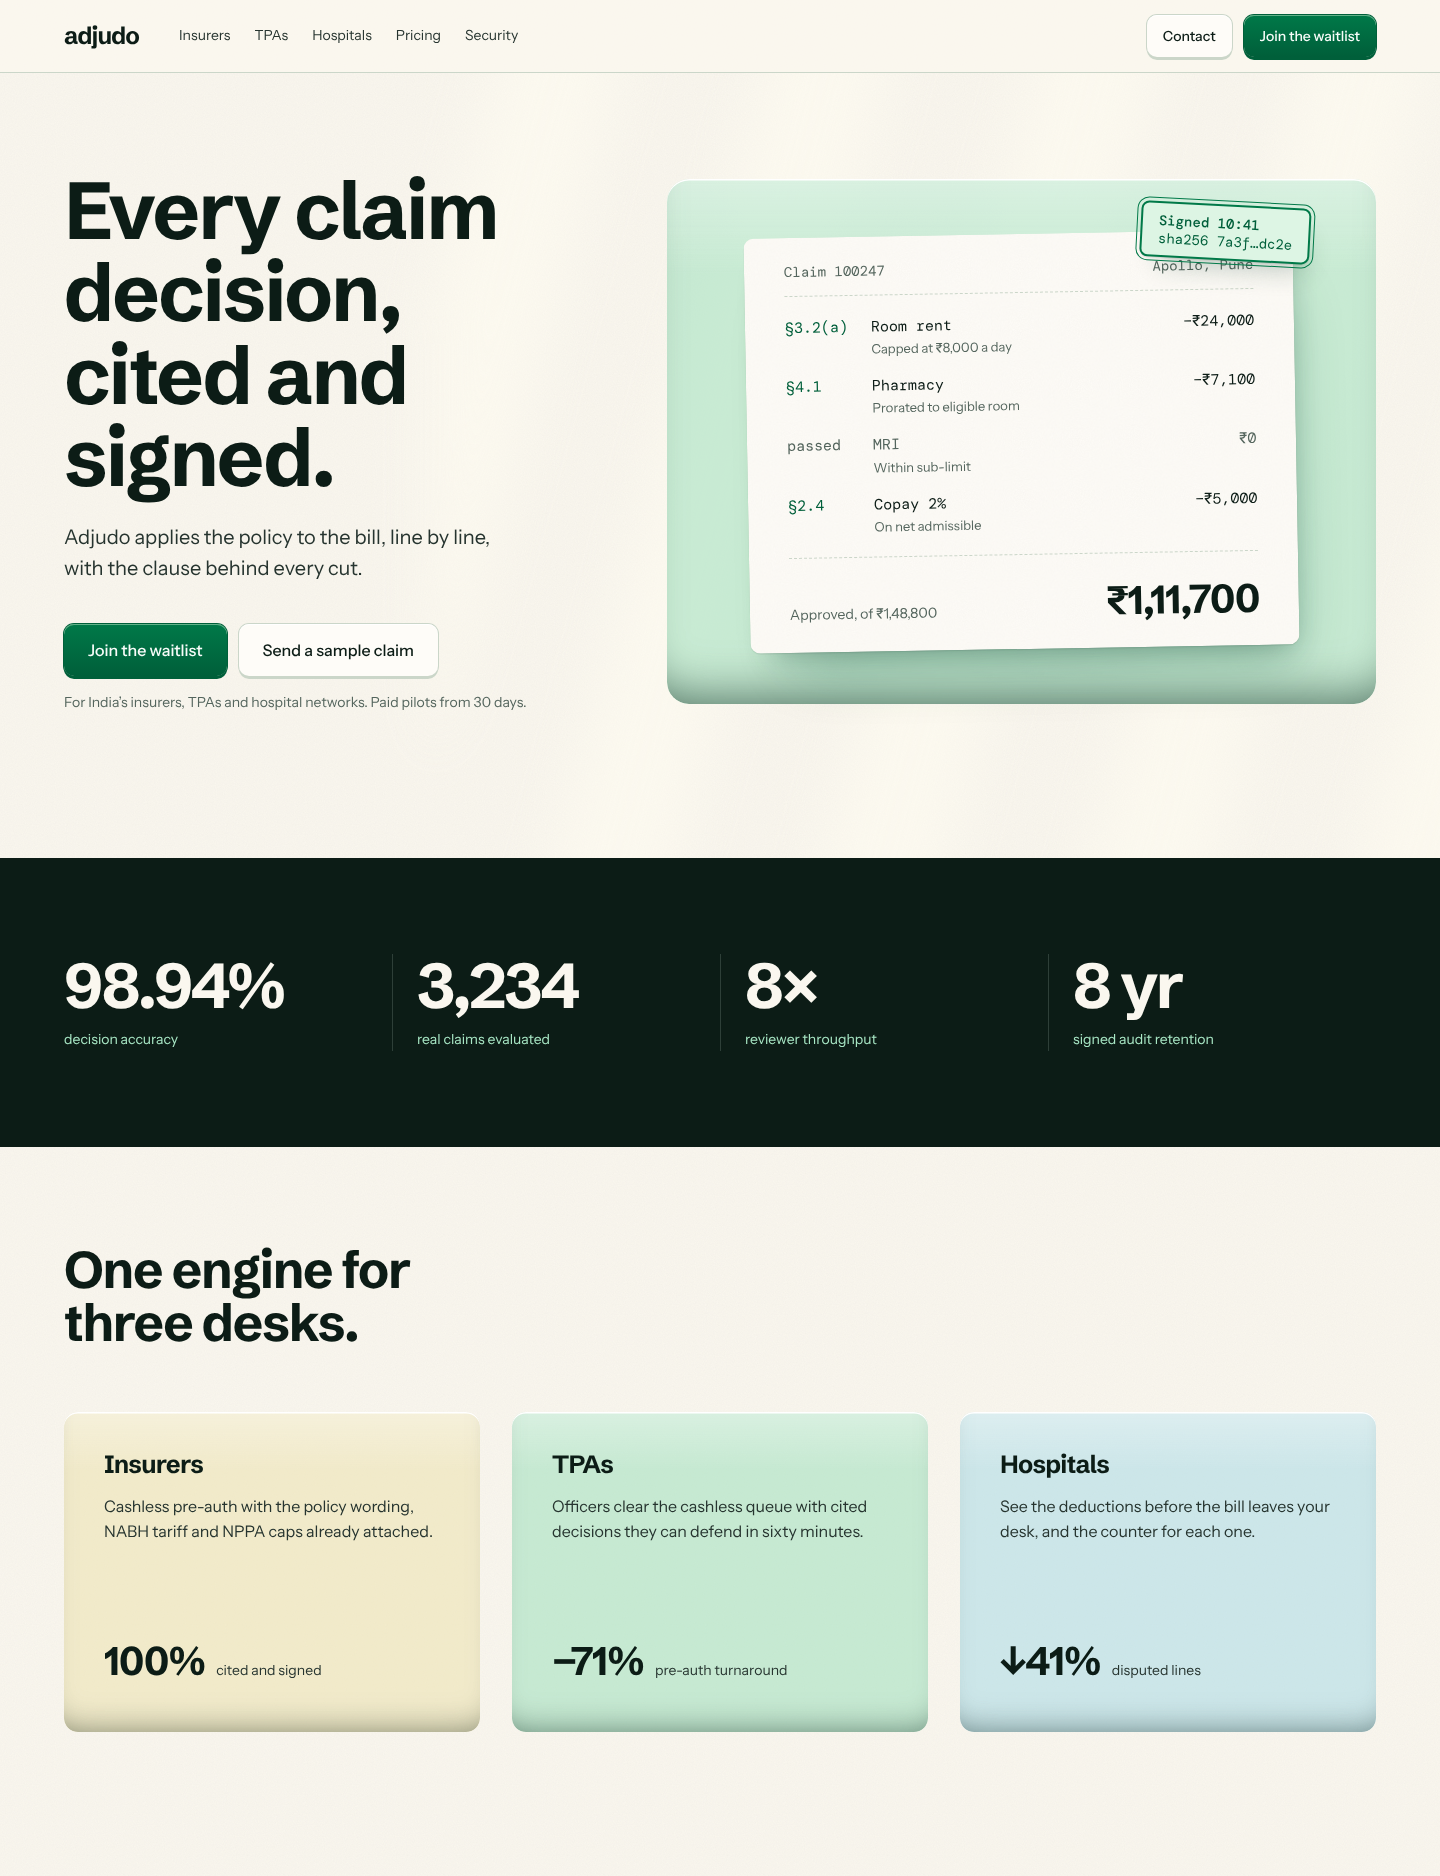 adjudo
Insurers
TPAs
Hospitals
Pricing
Security
Contact
Join the waitlist
Every claim
decision,
cited and
signed.
Adjudo applies the policy to the bill, line by line,
with the clause behind every cut.
Join the waitlist
Send a sample claim
For India's insurers, TPAs and hospital networks. Paid pilots from 30 days.
Signed 10:41
sha256 7a3f…dc2e
Claim 100247
Apollo, Pune
§3.2(a) Room rent −₹24,000
Capped at ₹8,000 a day
§4.1 Pharmacy −₹7,100
Prorated to eligible room
passed MRI ₹0
Within sub-limit
§2.4 Copay 2% −₹5,000
On net admissible
Approved, of ₹1,48,800 ₹1,11,700
98.94%
decision accuracy
3,234
real claims evaluated
8×
reviewer throughput
8 yr
signed audit retention
One engine for
three desks.
Insurers
Cashless pre-auth with the policy wording,
NABH tariff and NPPA caps already attached.
100% cited and signed
TPAs
Officers clear the cashless queue with cited
decisions they can defend in sixty minutes.
−71% pre-auth turnaround
Hospitals
See the deductions before the bill leaves your
desk, and the counter for each one.
↓41% disputed lines